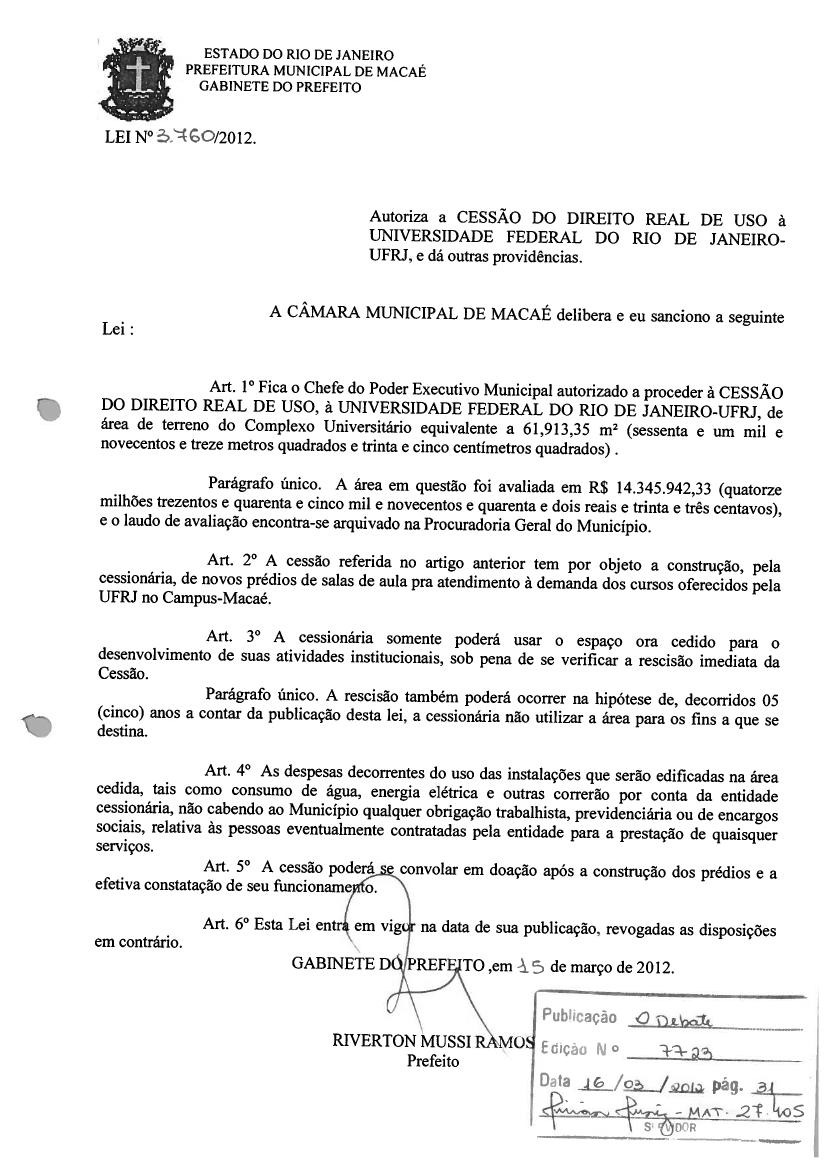 ESTADO DO RIO DE JANEIRO
PREFEITURA MUNICIPAL DE MACAÉ
GABINETE DO PREFEITO
LEI Nº 3.760/2012.
Autoriza a CESSÃO DO DIREITO REAL DE USO à
UNIVERSIDADE FEDERAL DO RIO DE JANEIRO-
UFRJ, e dá outras providências.
A CÂMARA MUNICIPAL DE MACAÉ delibera e eu sanciono a seguinte
Lei :
Art. 1º Fica o Chefe do Poder Executivo Municipal autorizado a proceder à CESSÃO
DO DIREITO REAL DE USO, à UNIVERSIDADE FEDERAL DO RIO DE JANEIRO-UFRJ, de
área de terreno do Complexo Universitário equivalente a 61,913,35 m² (sessenta e um mil e
novecentos e treze metros quadrados e trinta e cinco centímetros quadrados) .
Parágrafo único. A área em questão foi avaliada em R$ 14.345.942,33 (quatorze
milhões trezentos e quarenta e cinco mil e novecentos e quarenta e dois reais e trinta e três centavos),
e o laudo de avaliação encontra-se arquivado na Procuradoria Geral do Município.
Art. 2º A cessão referida no artigo anterior tem por objeto a construção, pela
cessionária, de novos prédios de salas de aula pra atendimento à demanda dos cursos oferecidos pela
UFRJ no Campus-Macaé.
Art. 3º A cessionária somente poderá usar o espaço ora cedido para o
desenvolvimento de suas atividades institucionais, sob pena de se verificar a rescisão imediata da
Cessão.
Parágrafo único. A rescisão também poderá ocorrer na hipótese de, decorridos 05
(cinco) anos a contar da publicação desta lei, a cessionária não utilizar a área para os fins a que se
destina.
Art. 4º As despesas decorrentes do uso das instalações que serão edificadas na área
cedida, tais como consumo de água, energia elétrica e outras correrão por conta da entidade
cessionária, não cabendo ao Município qualquer obrigação trabalhista, previdenciária ou de encargos
sociais, relativa às pessoas eventualmente contratadas pela entidade para a prestação de quaisquer
serviços.
Art. 5º A cessão poderá se convolar em doação após a construção dos prédios e a
efetiva constatação de seu funcionamento.
Art. 6º Esta Lei entra em vigor na data de sua publicação, revogadas as disposições
em contrário.
GABINETE DO PREFEITO ,em 15 de março de 2012.
RIVERTON MUSSI RAMOS
Prefeito
Publicação O Debate
Edição Nº 7723
Data 16/03/2012 pág. 31
- MAT. 27.405